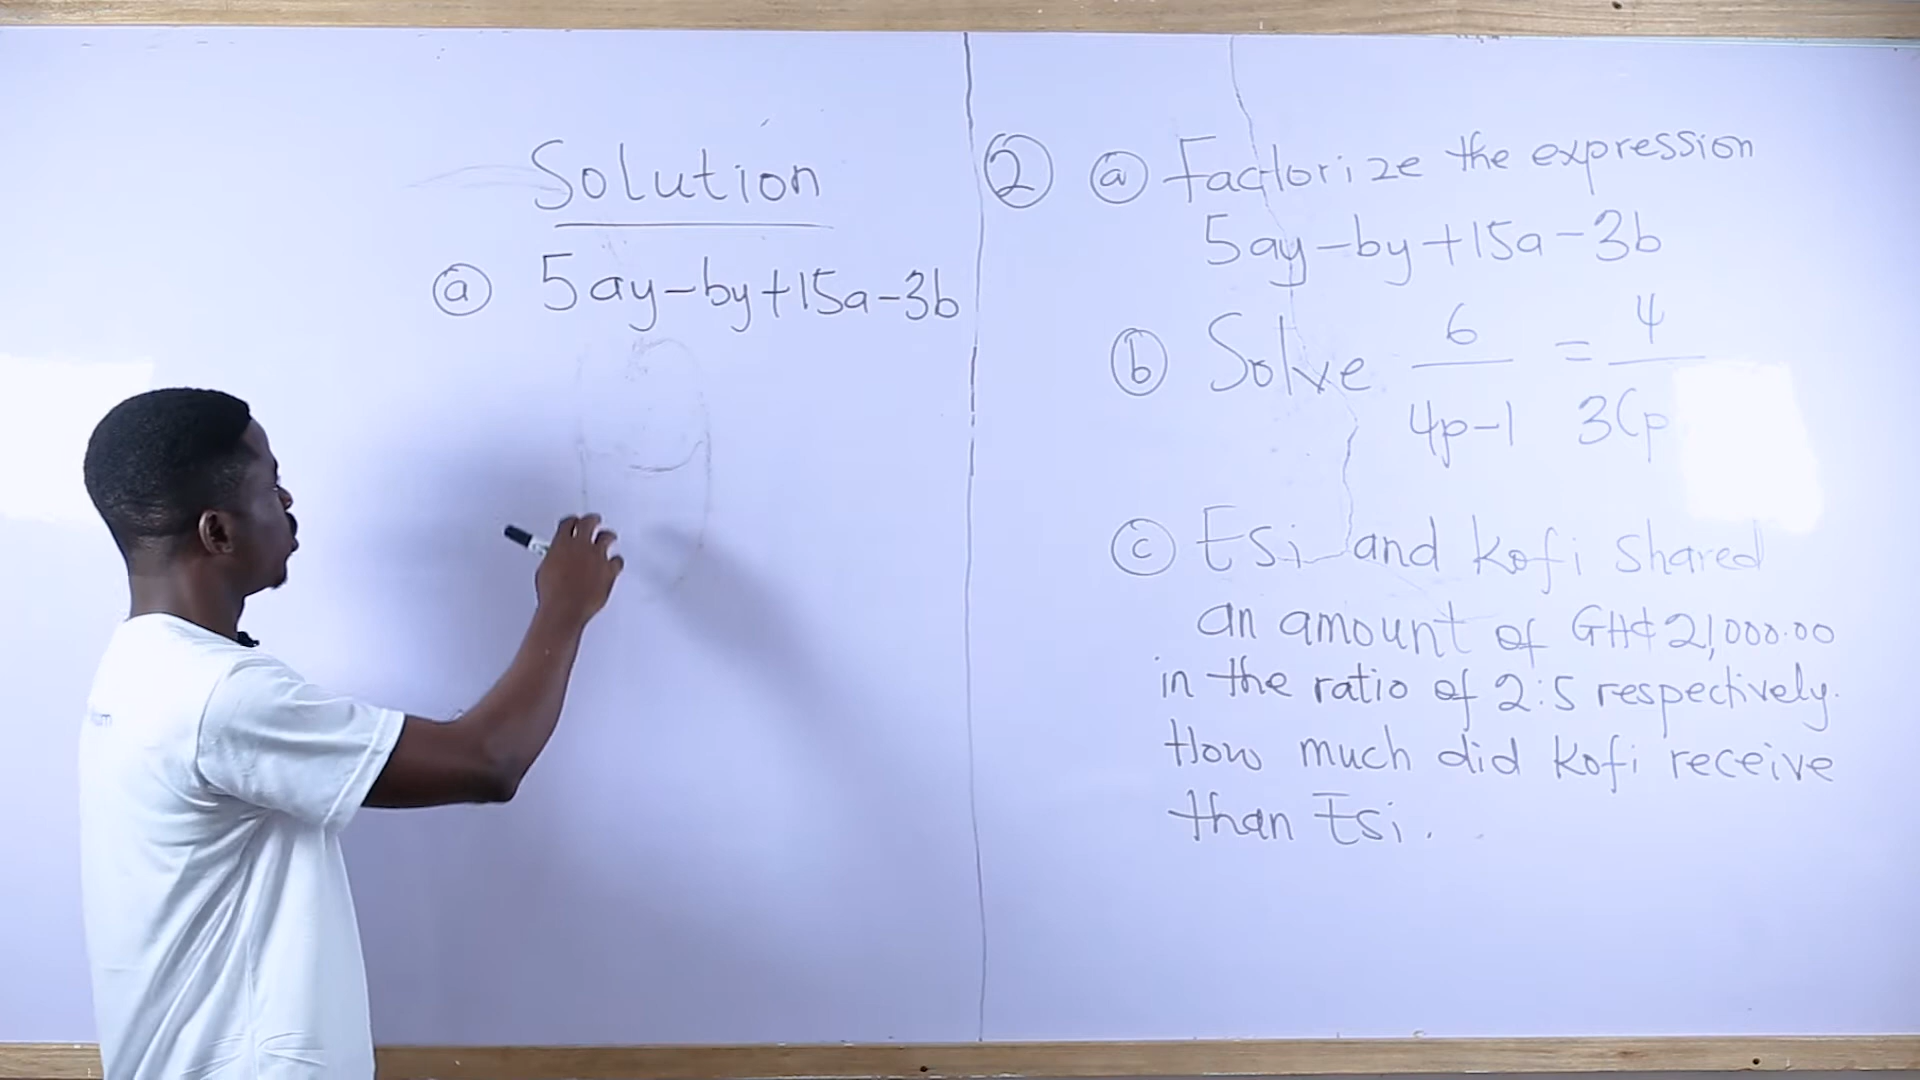 Solution
ⓐ 5ay-by+15a-3b
② ⓐ Factorize the expression
5ay-by+15a-3b
ⓑ Solve 6/4p-1 = 4/3(p
ⓒ Esi and Kofi shared
an amount of GH¢21,000.00
in the ratio of 2:5 respectively.
How much did Kofi receive
than Esi.